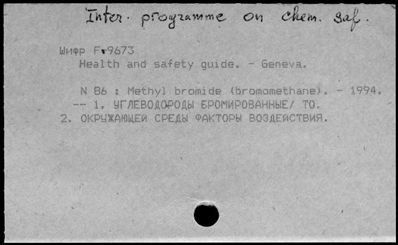 Inter. programme on chem. saf.
Шифр F-9673
Health and safety guide. - Geneva.
N 86 : Methyl bromide (bromomethane). - 1994.
-- 1. УГЛЕВОДОРОДЫ БРОМИРОВАННЫЕ/ ТО.
2. ОКРУЖАЮЩЕЙ СРЕДЫ ФАКТОРЫ ВОЗДЕЙСТВИЯ.